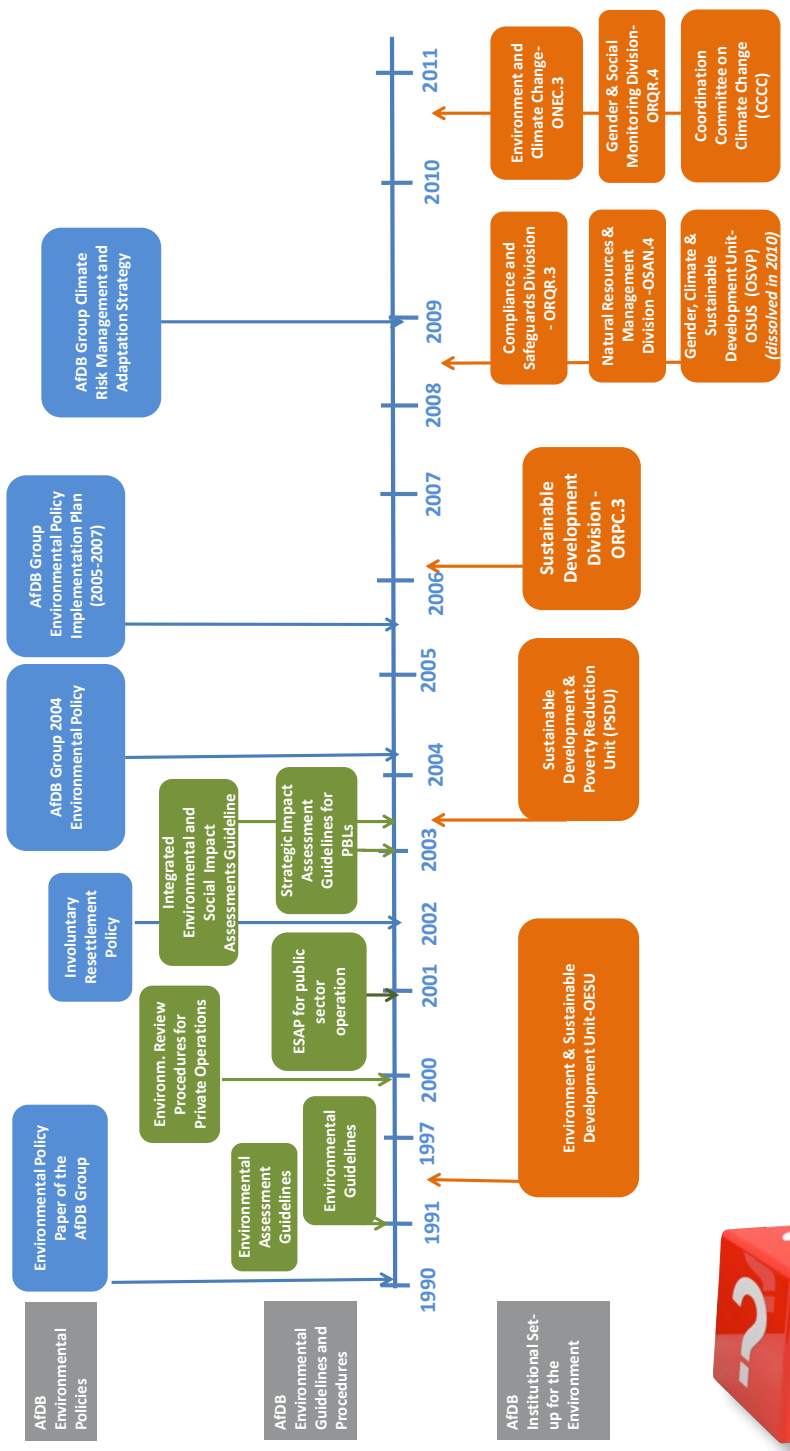 AfDB
Environmental
Policies
Environmental Policy
Paper of the
AfDB Group
Involuntary
Resettlement
Policy
AfDB Group 2004
Environmental Policy
AfDB Group
Environmental Policy
Implementation Plan
(2005-2007)
AfDB Group Climate
Risk Management and
Adaptation Strategy
AfDB
Environmental
Guidelines and
Procedures
Environmental
Assessment
Guidelines
Environmental
Guidelines
Environm. Review
Procedures for
Private Operations
ESAP for public
sector
operation
Integrated
Environmental and
Social Impact
Assessments Guideline
Strategic Impact
Assessment
Guidelines for
PBLs
1990
1991
1997
2000
2001
2002
2003
2004
2005
2006
2007
2008
2009
2010
2011
AfDB
Institutional Set-
up for the
Environment
Environment & Sustainable
Development Unit-OESU
Sustainable
Development &
Poverty Reduction
Unit (PSDU)
Sustainable
Development
Division -
ORPC.3
Compliance and
Safeguards Diviosion
- ORQR.3
Natural Resources &
Management
Division -OSAN.4
Gender, Climate &
Sustainable
Development Unit-
OSUS (OSVP)
(dissolved in 2010)
Environment and
Climate Change-
ONEC.3
Gender & Social
Monitoring Division-
ORQR.4
Coordination
Committee on
Climate Change
(CCCC)
?